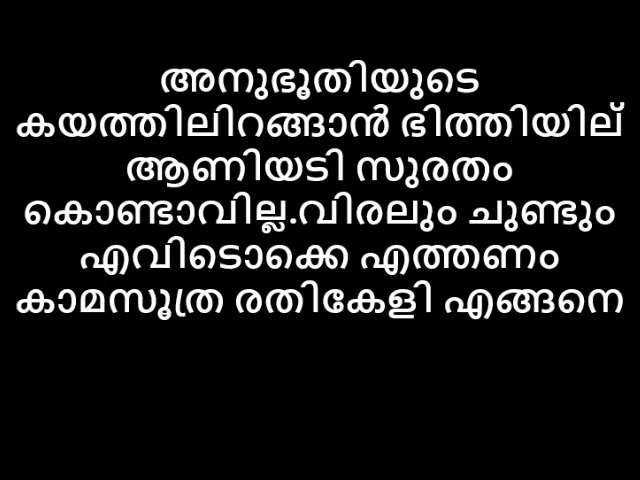 അനുഭൂതിയുടെ
കയത്തിലിറങ്ങാൻ ഭിത്തിയില്
ആണിയടി സുരതം
കൊണ്ടാവില്ല.വിരലും ചുണ്ടും
എവിടൊക്കെ എത്തണം
കാമസൂത്ര രതികേളി എങ്ങനെ